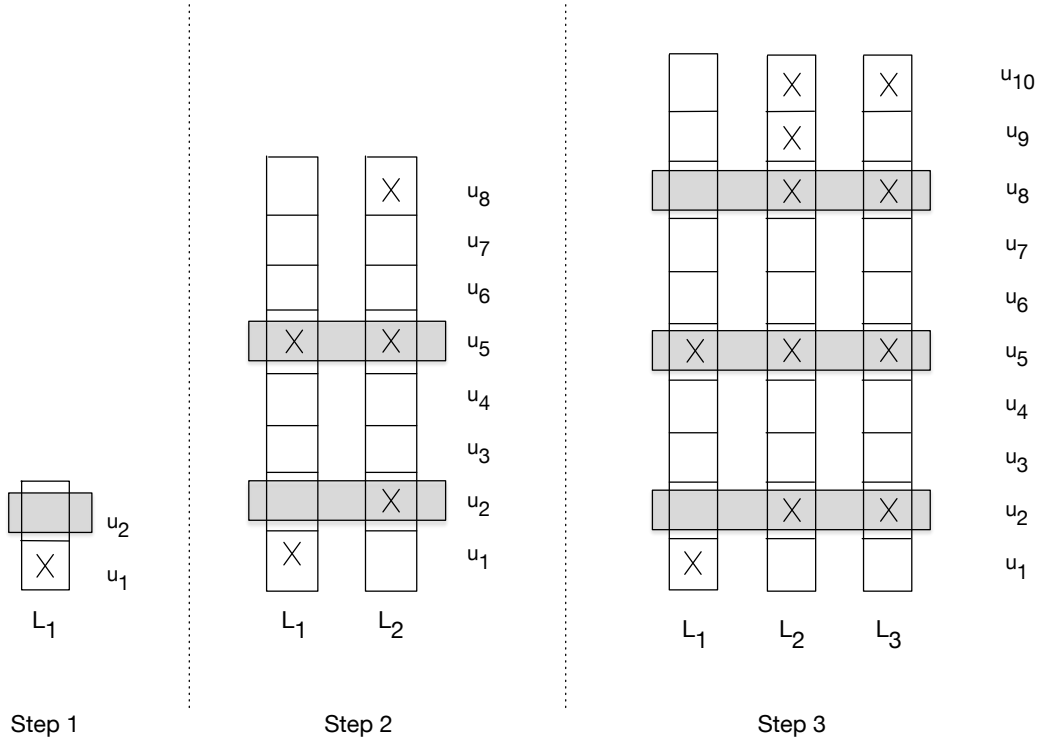 u10
X X u9
X
X X u8
X u8
u7
u7
u6
u6
X X u5
X X X u5
u4
u4
u3
u3
X u2
X X u2
u2
X u1
X u1
X u1
L1
L1 L2
L1 L2 L3
Step 1 Step 2 Step 3